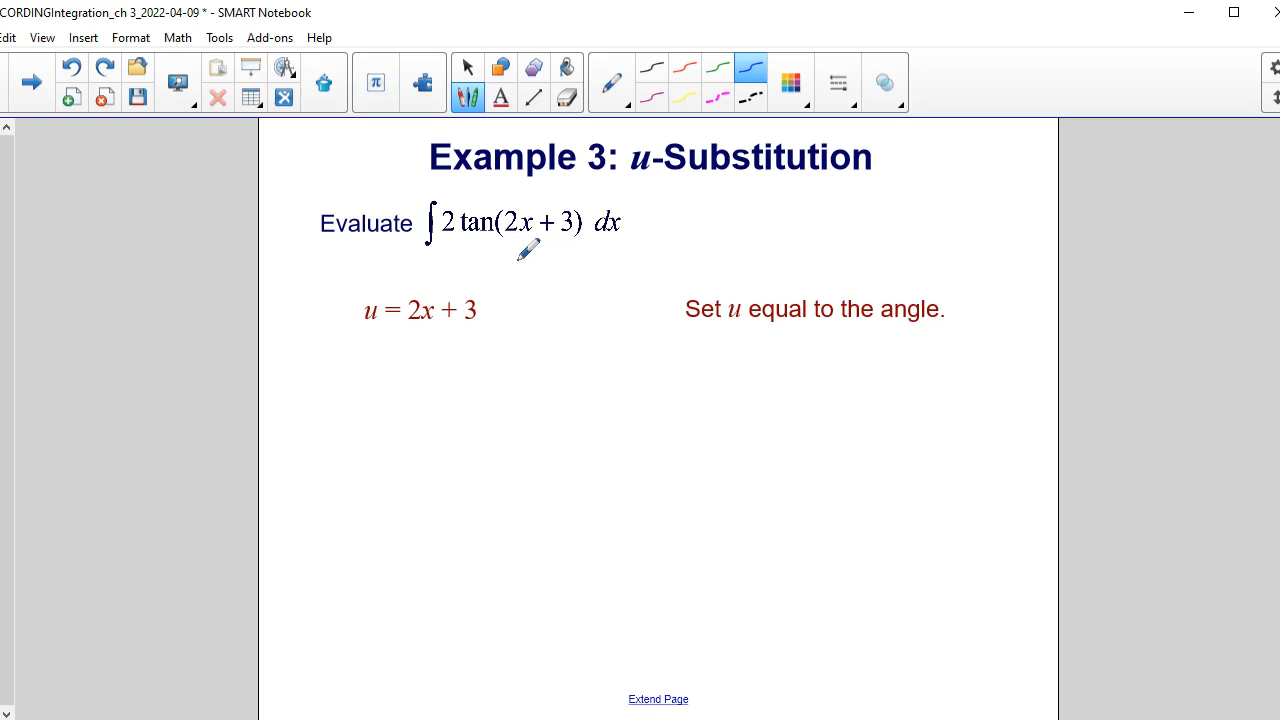 CORDINGIntegration_ch 3_2022-04-09 * - SMART Notebook
Edit View Insert Format Math Tools Add-ons Help
π
A
Example 3: u-Substitution
Evaluate ∫ 2 tan(2x + 3) dx
u = 2x + 3
Set u equal to the angle.
Extend Page